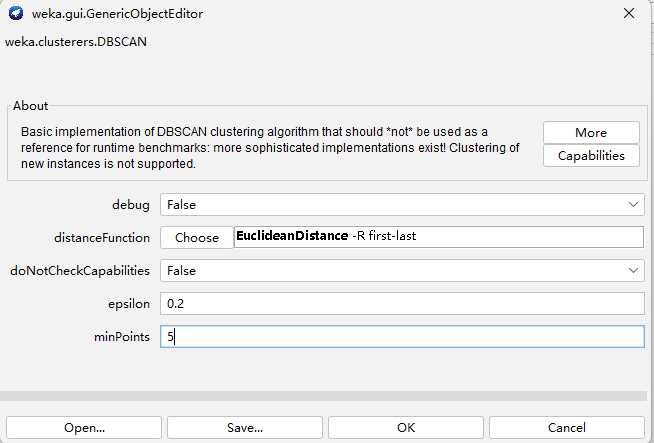 weka.gui.GenericObjectEditor
weka.clusterers.DBSCAN
About
Basic implementation of DBSCAN clustering algorithm that should *not* be used as a
reference for runtime benchmarks: more sophisticated implementations exist! Clustering of
new instances is not supported.
More
Capabilities
debug False
distanceFunction Choose EuclideanDistance -R first-last
doNotCheckCapabilities False
epsilon 0.2
minPoints 5
Open... Save... OK Cancel